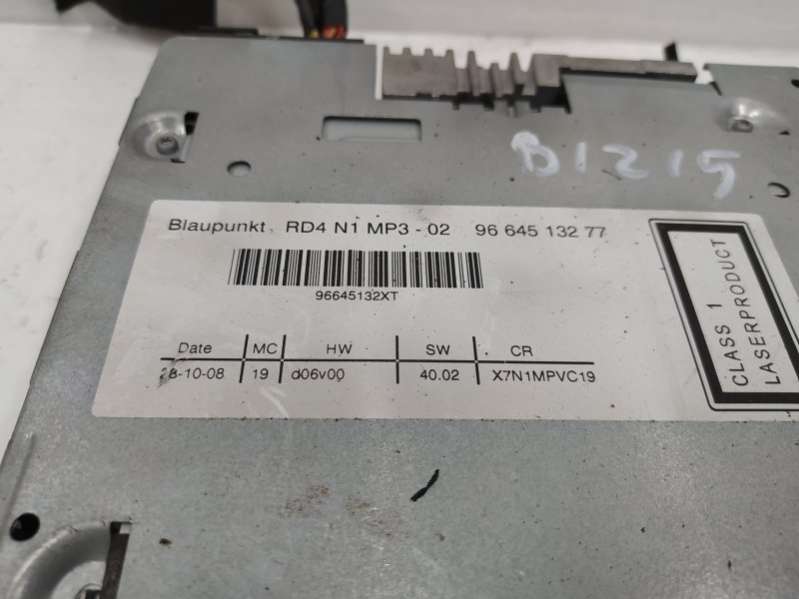 B1215
Blaupunkt RD4 N1 MP3 - 02 96 645 132 77
96645132XT
Date MC HW SW CR
28-10-08 19 d06v00 40.02 X7N1MPVC19
CLASS 1
LASERPRODUCT